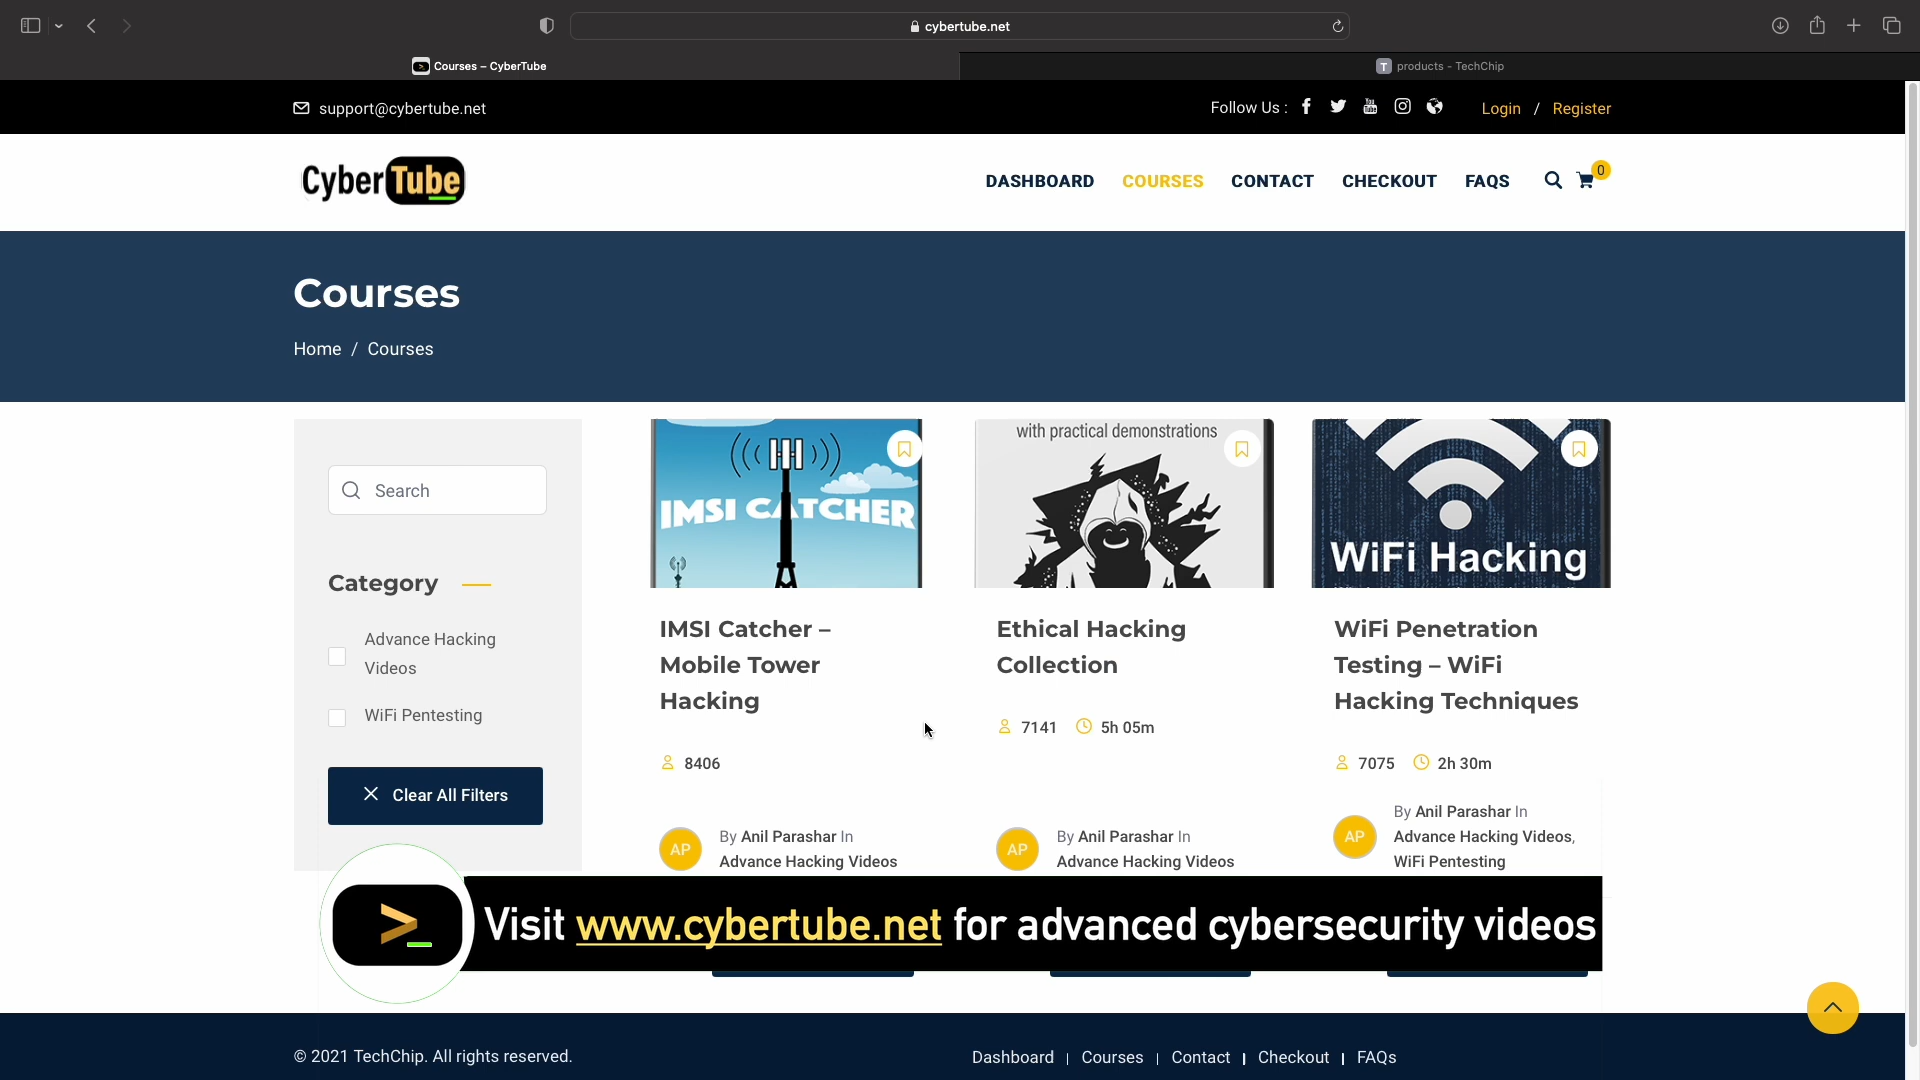 cybertube.net
Courses – CyberTube
T products - TechChip
support@cybertube.net
Follow Us :
Login / Register
CyberTube
DASHBOARD COURSES CONTACT CHECKOUT FAQS
0
Courses
Home / Courses
Search
Category
Advance Hacking
Videos
WiFi Pentesting
Clear All Filters
IMSI CATCHER
IMSI Catcher –
Mobile Tower
Hacking
8406
AP
By Anil Parashar In
Advance Hacking Videos
with practical demonstrations
Ethical Hacking
Collection
7141 5h 05m
AP
By Anil Parashar In
Advance Hacking Videos
WiFi Hacking
WiFi Penetration
Testing – WiFi
Hacking Techniques
7075 2h 30m
AP
By Anil Parashar In
Advance Hacking Videos,
WiFi Pentesting
>_ Visit www.cybertube.net for advanced cybersecurity videos
© 2021 TechChip. All rights reserved.
Dashboard | Courses | Contact | Checkout | FAQs